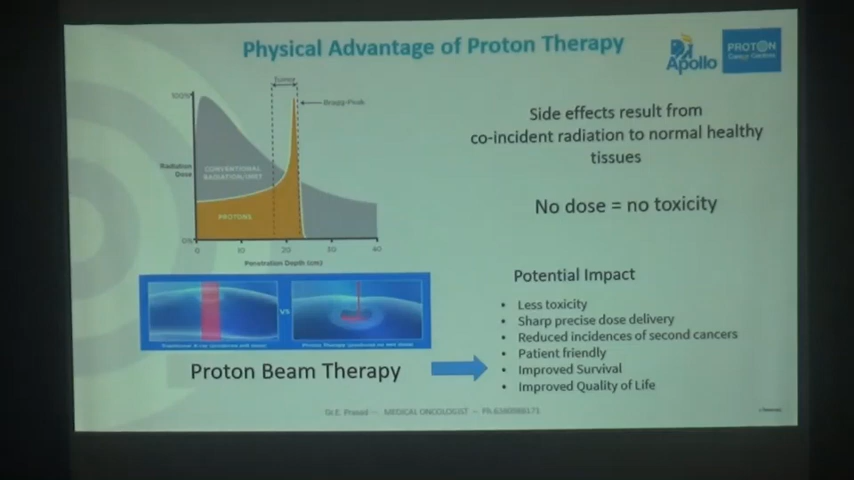 Physical Advantage of Proton Therapy
Apollo
PROTON
Cancer Centre
Tumor
100%
Bragg-Peak
Radiation
Dose
CONVENTIONAL
RADIATION/IMRT
PROTONS
0%
0 10 20 30 40
Penetration Depth (cm)
Side effects result from
co-incident radiation to normal healthy
tissues
No dose = no toxicity
VS
Proton Beam Therapy
Potential Impact
• Less toxicity
• Sharp precise dose delivery
• Reduced incidences of second cancers
• Patient friendly
• Improved Survival
• Improved Quality of Life
Dr.E. Prasad — MEDICAL ONCOLOGIST —